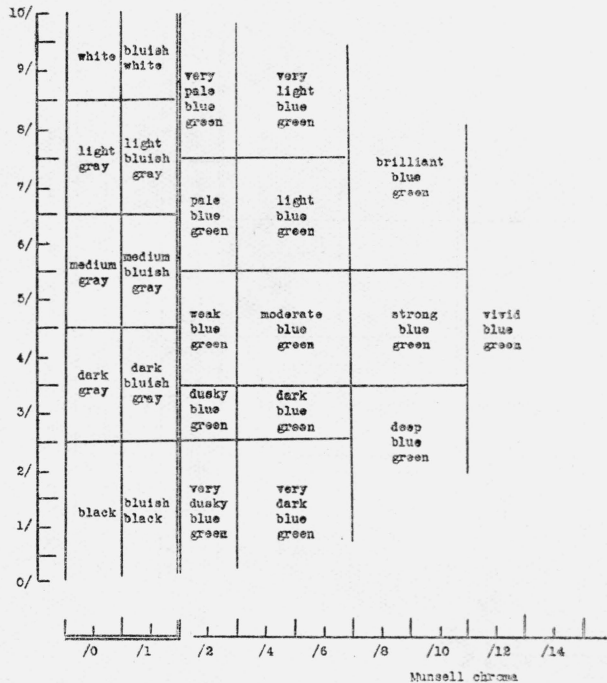 10/
9/
8/
7/
6/
5/
4/
3/
2/
1/
0/
white
bluish
white
very
pale
blue
green
very
light
blue
green
light
gray
light
bluish
gray
pale
blue
green
light
blue
green
brilliant
blue
green
medium
gray
medium
bluish
gray
weak
blue
green
moderate
blue
green
strong
blue
green
vivid
blue
green
dark
gray
dark
bluish
gray
dusky
blue
green
dark
blue
green
deep
blue
green
black
bluish
black
very
dusky
blue
green
very
dark
blue
green
/0 /1 /2 /4 /6 /8 /10 /12 /14
Munsell chroma